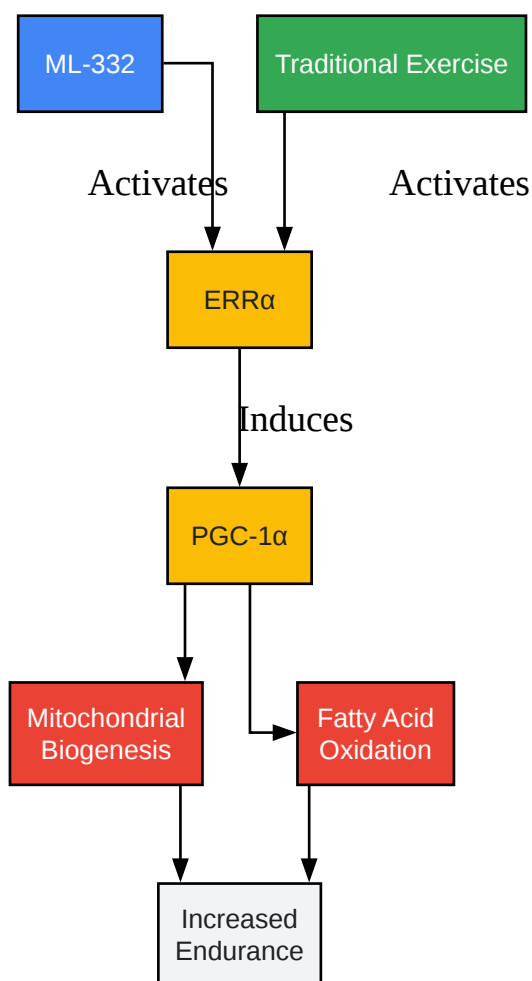 ML-332
Traditional Exercise
Activates
Activates
ERRα
Induces
PGC-1α
Mitochondrial
Biogenesis
Fatty Acid
Oxidation
Increased
Endurance